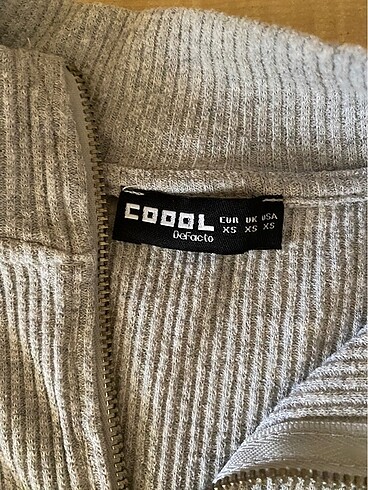 COOOL
DeFacto
EUR UK USA
XS XS XS